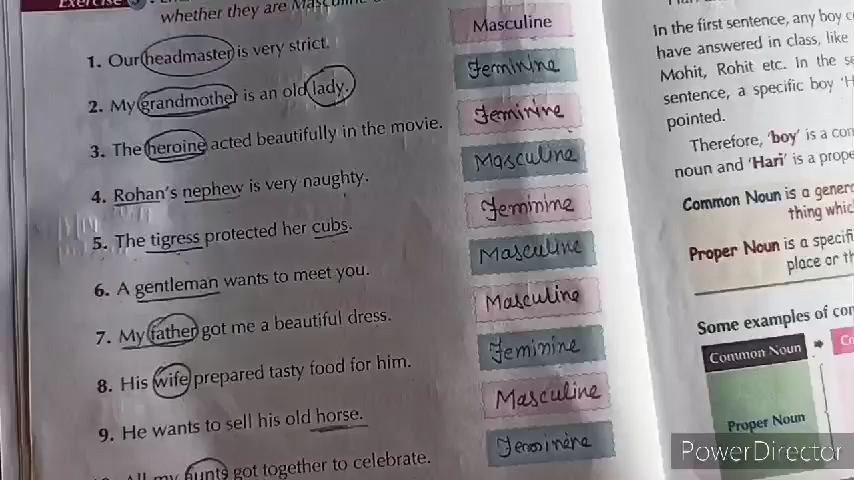 Exercise
whether they are Masculine or
1. Our headmaster is very strict.
Masculine
2. My grandmother is an old lady.
Feminine
3. The heroine acted beautifully in the movie.
Feminine
4. Rohan's nephew is very naughty.
Masculine
5. The tigress protected her cubs.
Feminine
6. A gentleman wants to meet you.
Masculine
7. My father got me a beautiful dress.
Masculine
8. His wife prepared tasty food for him.
Feminine
9. He wants to sell his old horse.
Masculine
All my aunts got together to celebrate.
Feminine
In the first sentence, any boy
have answered in class, like
Mohit, Rohit etc. In the
sentence, a specific boy
pointed.
Therefore, 'boy' is a
noun and 'Hari' is a
Common Noun is a
thing
Proper Noun is a
place or
Some examples of
Common Noun
Proper Noun
PowerDirector